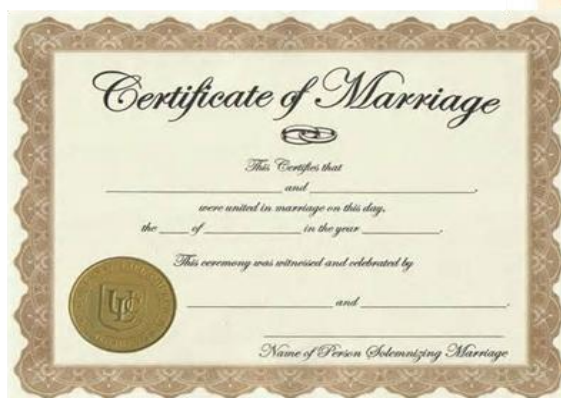 Certificate of Marriage
This Certifies that
and ,
were united in marriage on this day,
the of in the year .
This ceremony was witnessed and celebrated by
and .
Name of Person Solemnizing Marriage